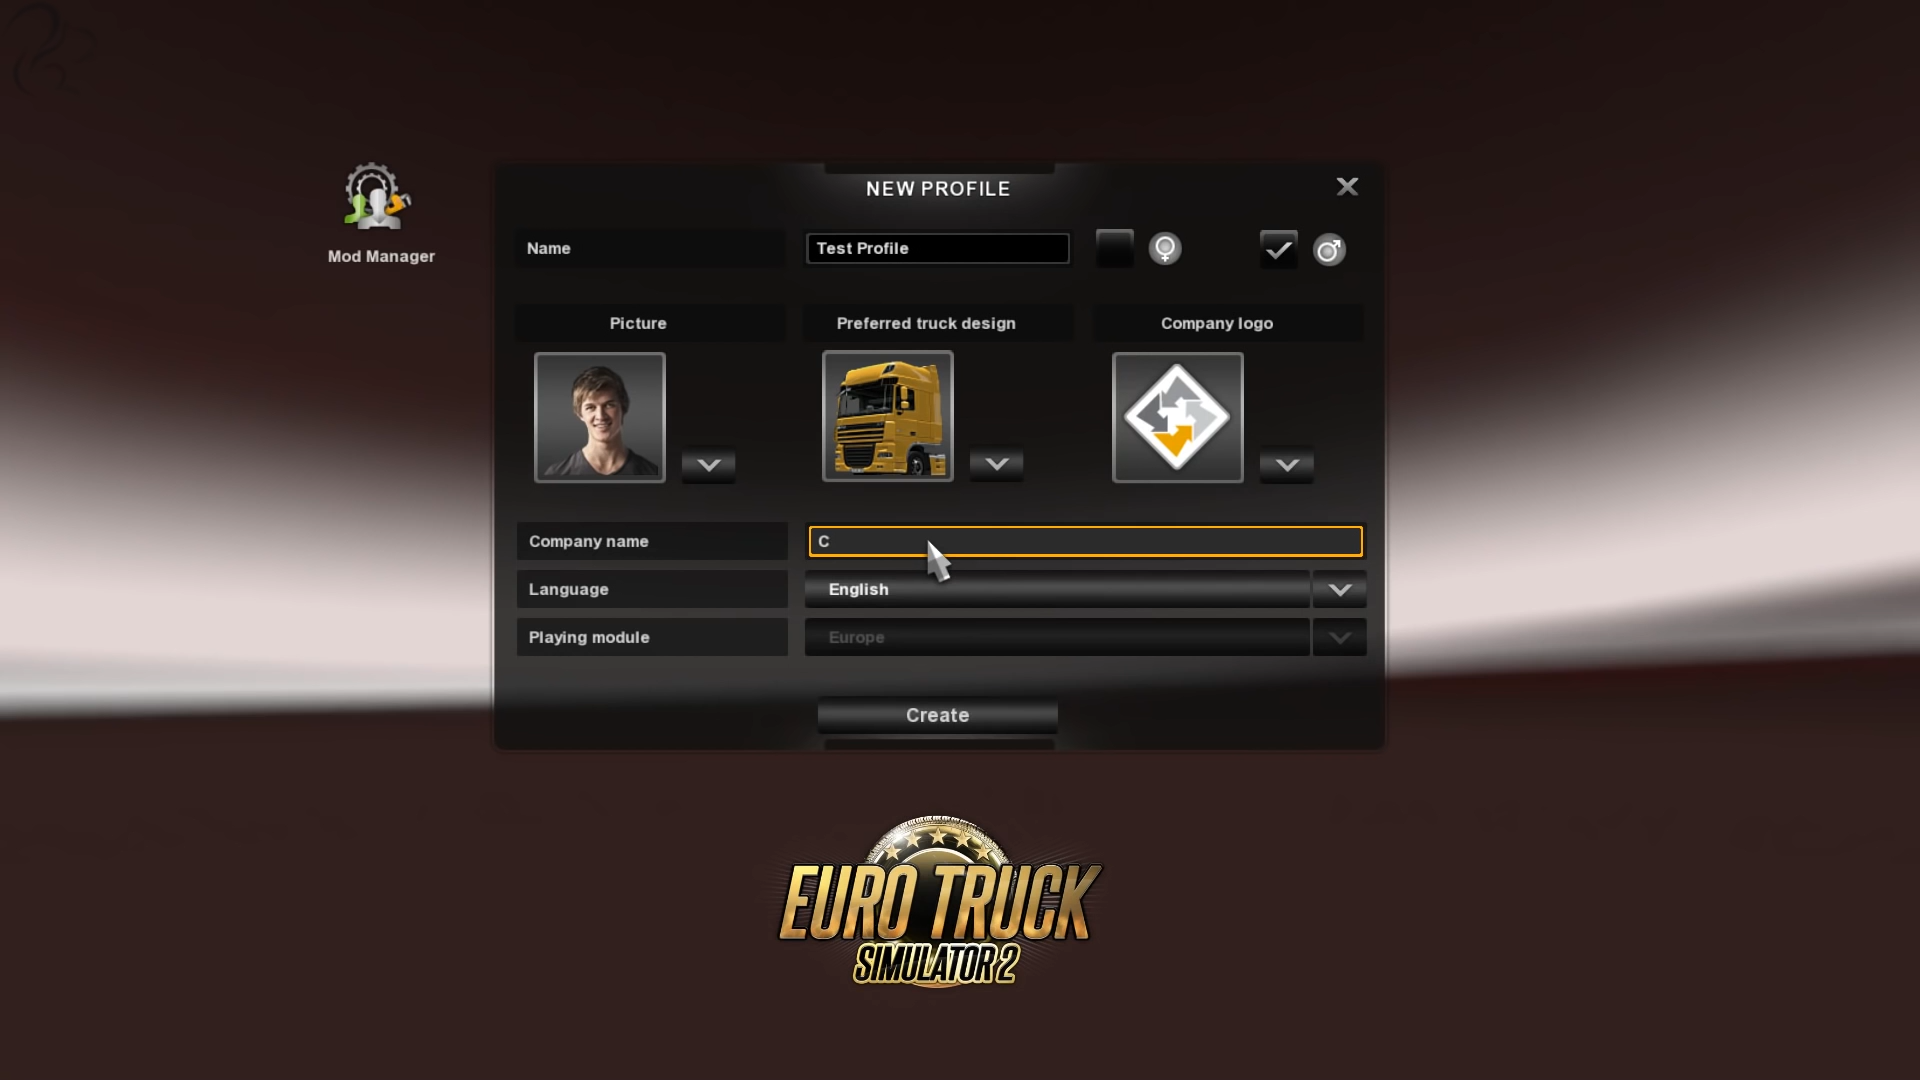 NEW PROFILE
Mod Manager
Name
Test Profile
Picture
Preferred truck design
Company logo
Company name
C
Language
English
Playing module
Europe
Create
EURO TRUCK
SIMULATOR 2